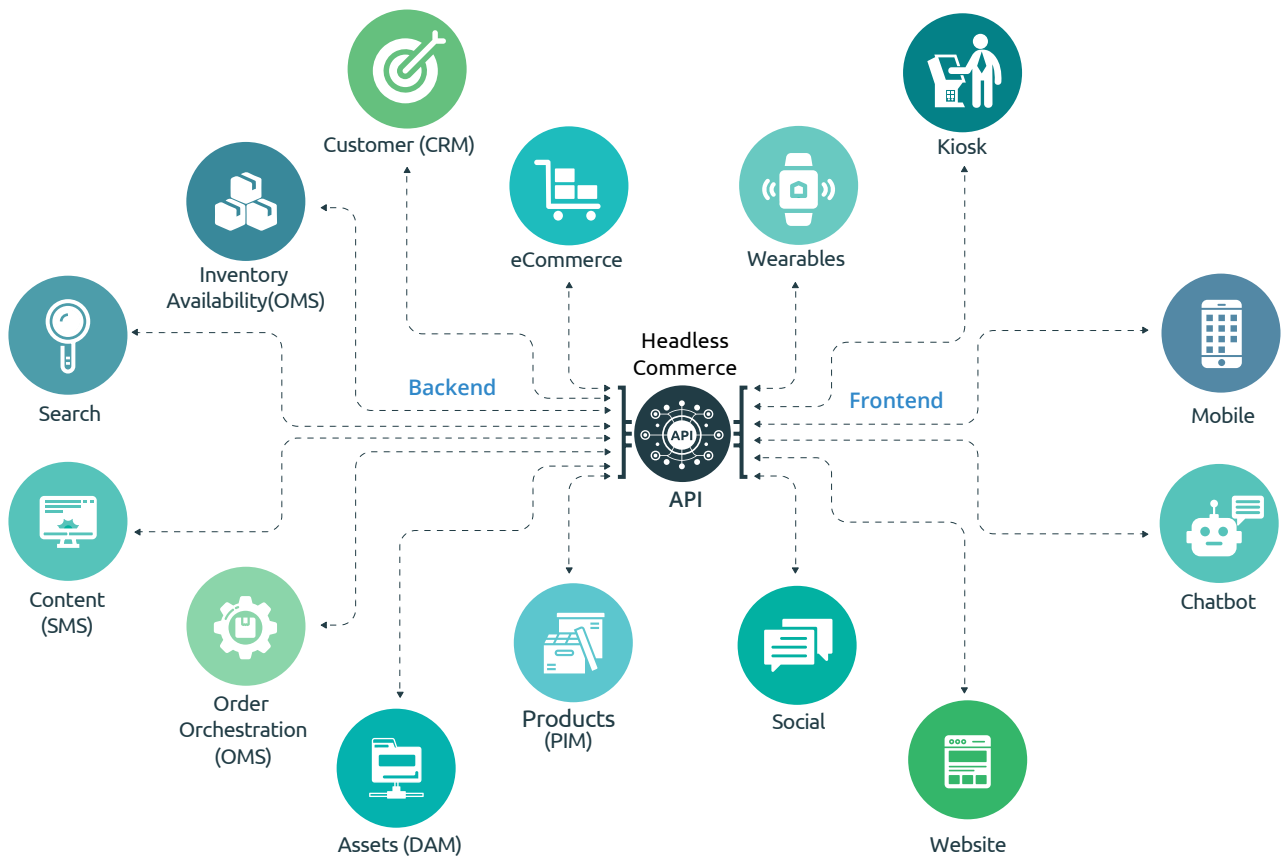 Customer (CRM)
Kiosk
eCommerce
Wearables
Inventory
Availability(OMS)
Headless
Commerce
Backend
Frontend
Search
Mobile
API
API
Content
(SMS)
Chatbot
Order
Orchestration
(OMS)
Products
(PIM)
Social
Assets (DAM)
Website